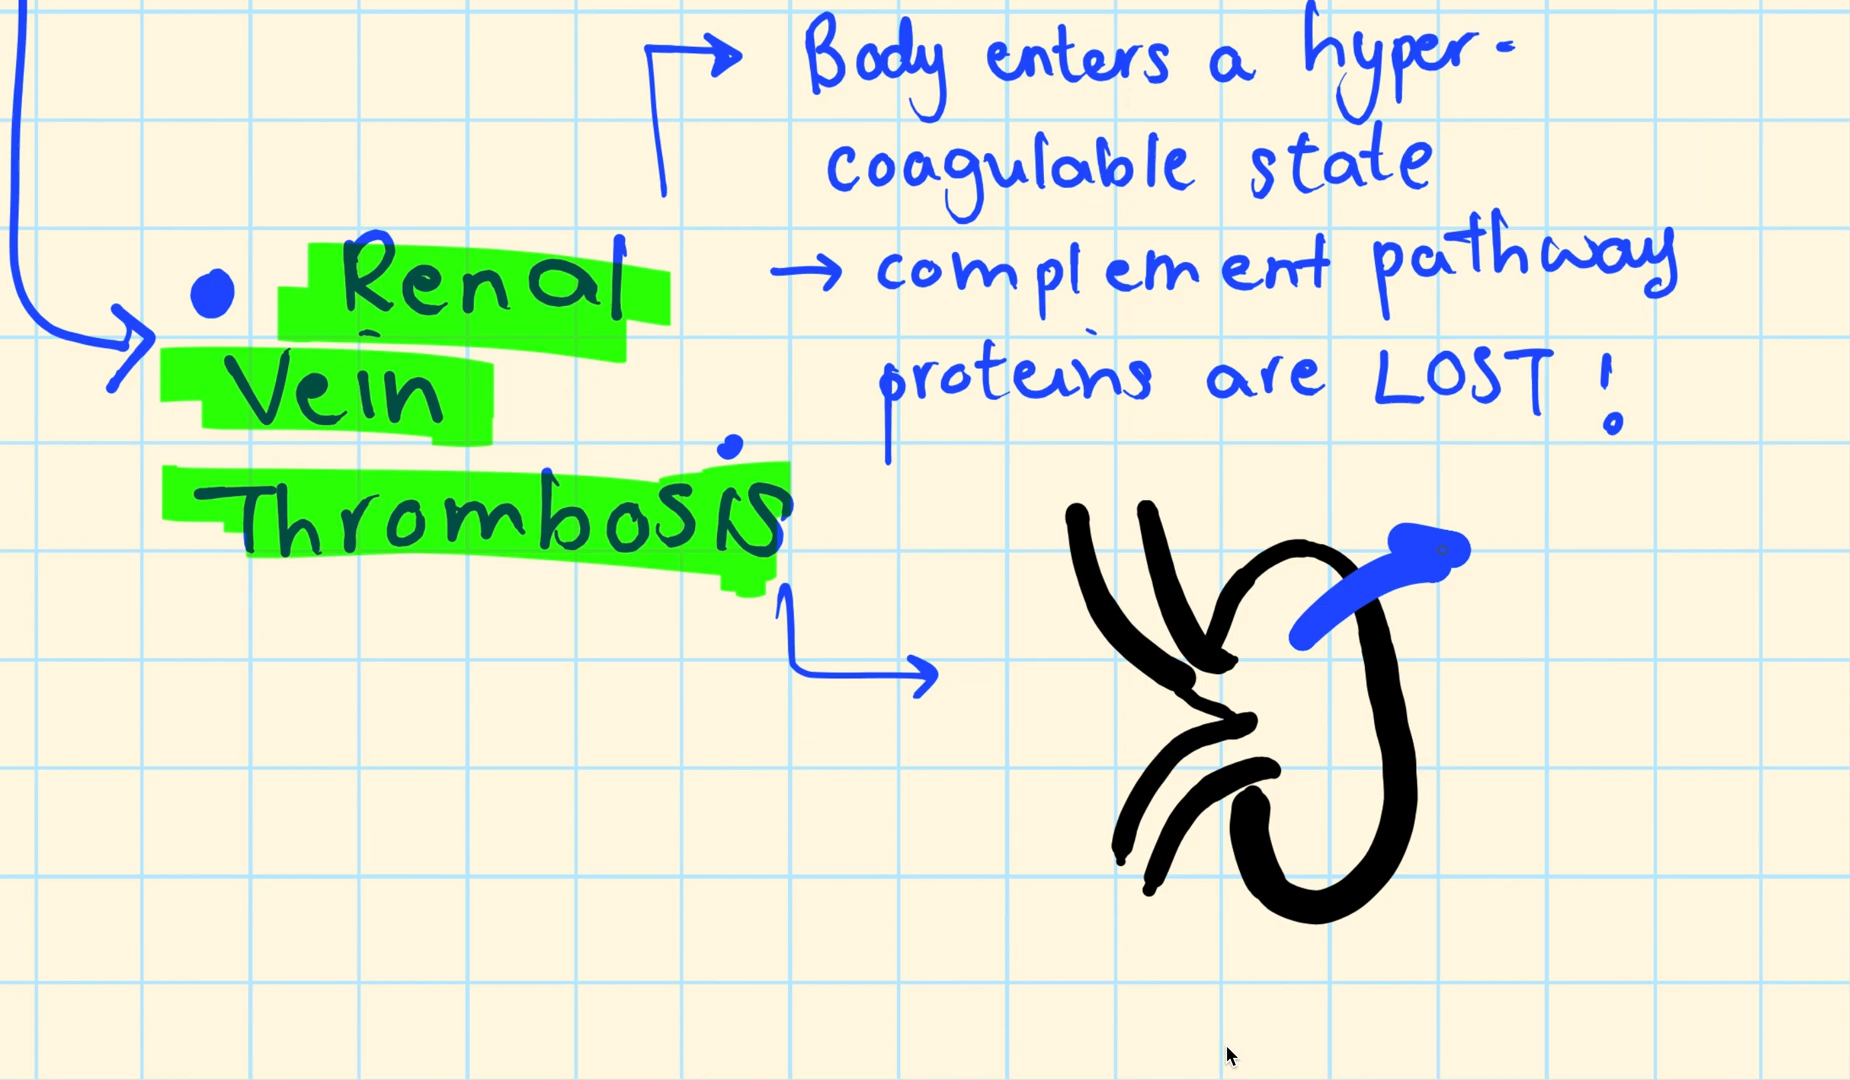 Body enters a hyper-
coagulable state
→ complement pathway
proteins are LOST !
• Renal
Vein
Thrombosis